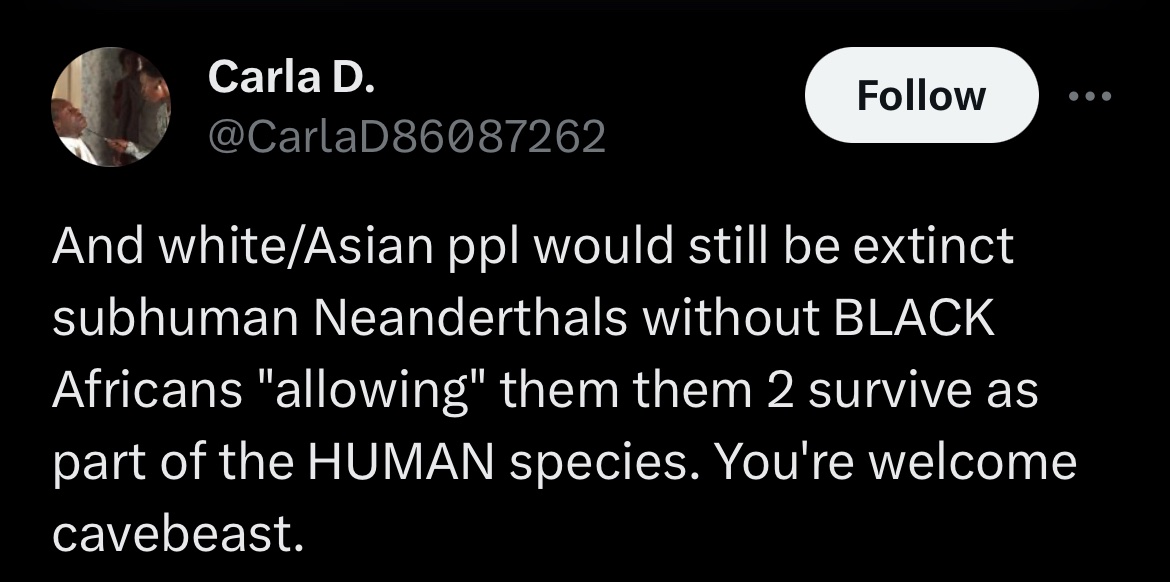 Carla D.
@CarlaD86087262
Follow
And white/Asian ppl would still be extinct
subhuman Neanderthals without BLACK
Africans "allowing" them them 2 survive as
part of the HUMAN species. You're welcome
cavebeast.